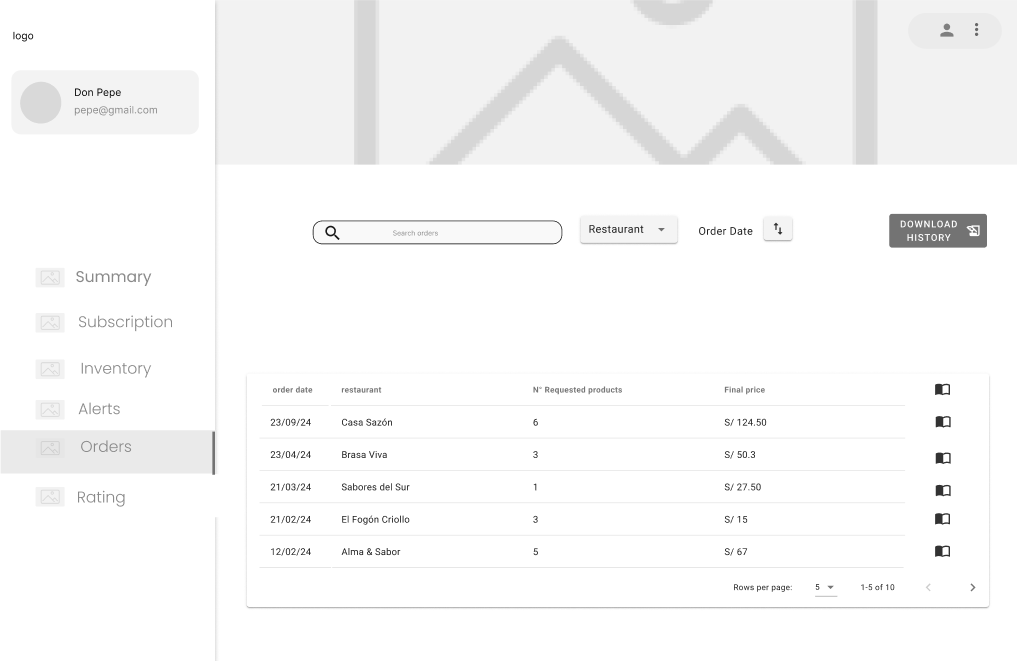 logo
Don Pepe
pepe@gmail.com
Summary
Subscription
Inventory
Alerts
Orders
Rating
Search orders
Restaurant
Order Date
DOWNLOAD
HISTORY
order date restaurant N° Requested products Final price
23/09/24 Casa Sazón 6 S/ 124.50
23/04/24 Brasa Viva 3 S/ 50.3
21/03/24 Sabores del Sur 1 S/ 27.50
21/02/24 El Fogón Criollo 3 S/ 15
12/02/24 Alma & Sabor 5 S/ 67
Rows per page: 5 1-5 of 10